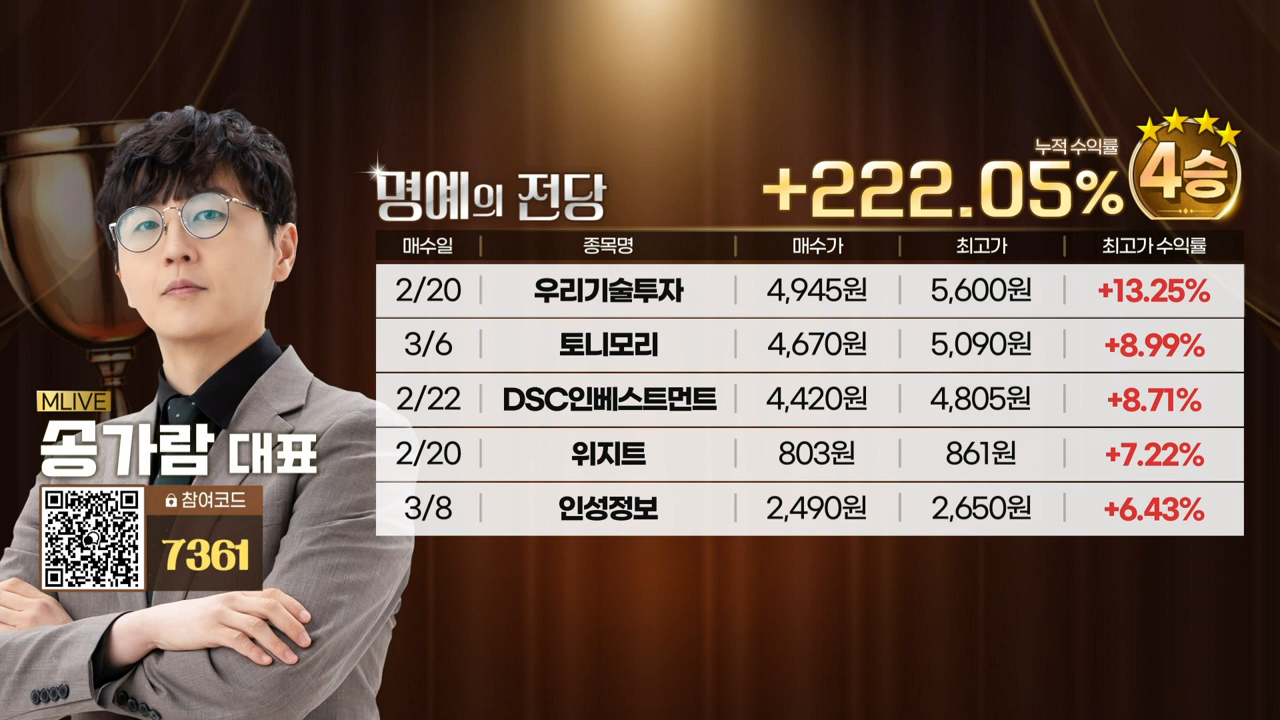 누적 수익률
명예의 전당
+222.05%
4승
매수일 종목명 매수가 최고가 최고가 수익률
2/20 우리기술투자 4,945원 5,600원 +13.25%
3/6 토니모리 4,670원 5,090원 +8.99%
2/22 DSC인베스트먼트 4,420원 4,805원 +8.71%
2/20 위지트 803원 861원 +7.22%
3/8 인성정보 2,490원 2,650원 +6.43%
MLIVE
송가람 대표
참여코드
7361